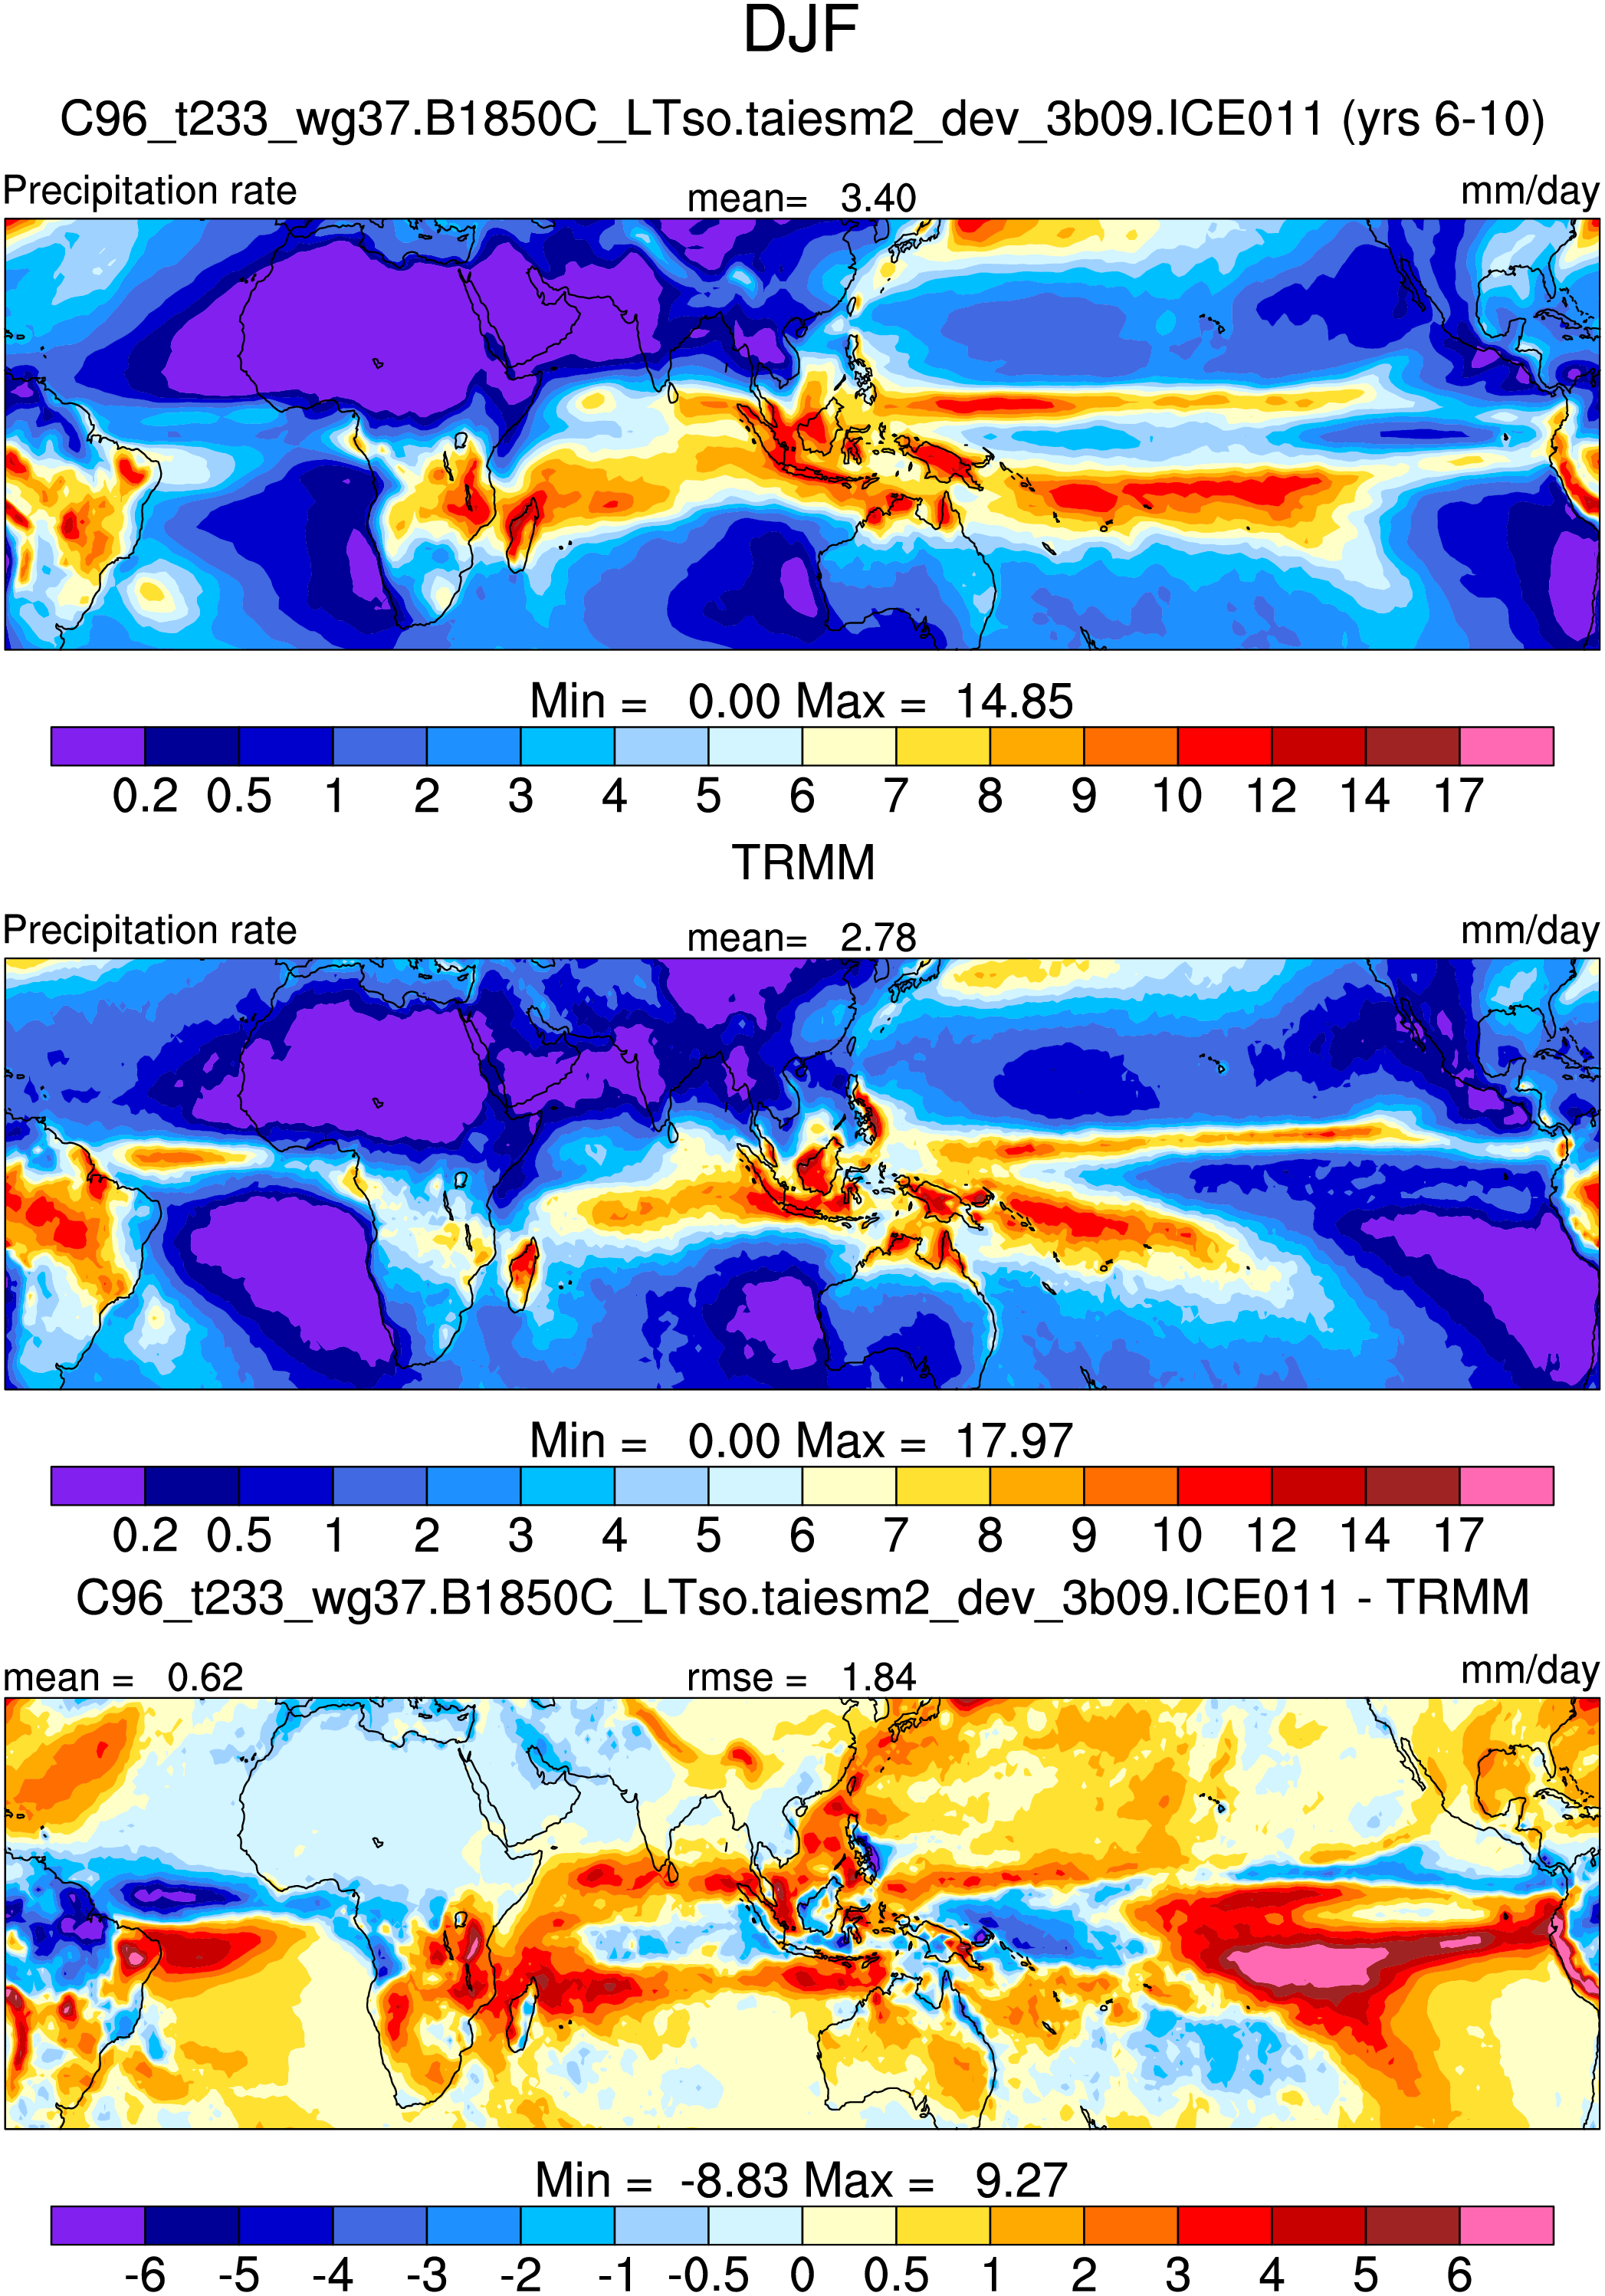 DJF
C96_t233_wg37.B1850C_LTso.taiesm2_dev_3b09.ICE011 (yrs 6-10)
Precipitation rate mean= 3.40 mm/day
Min = 0.00 Max = 14.85
0.2 0.5 1 2 3 4 5 6 7 8 9 10 12 14 17
TRMM
Precipitation rate mean= 2.78 mm/day
Min = 0.00 Max = 17.97
0.2 0.5 1 2 3 4 5 6 7 8 9 10 12 14 17
C96_t233_wg37.B1850C_LTso.taiesm2_dev_3b09.ICE011 - TRMM
mean = 0.62 rmse = 1.84 mm/day
Min = -8.83 Max = 9.27
-6 -5 -4 -3 -2 -1 -0.5 0 0.5 1 2 3 4 5 6